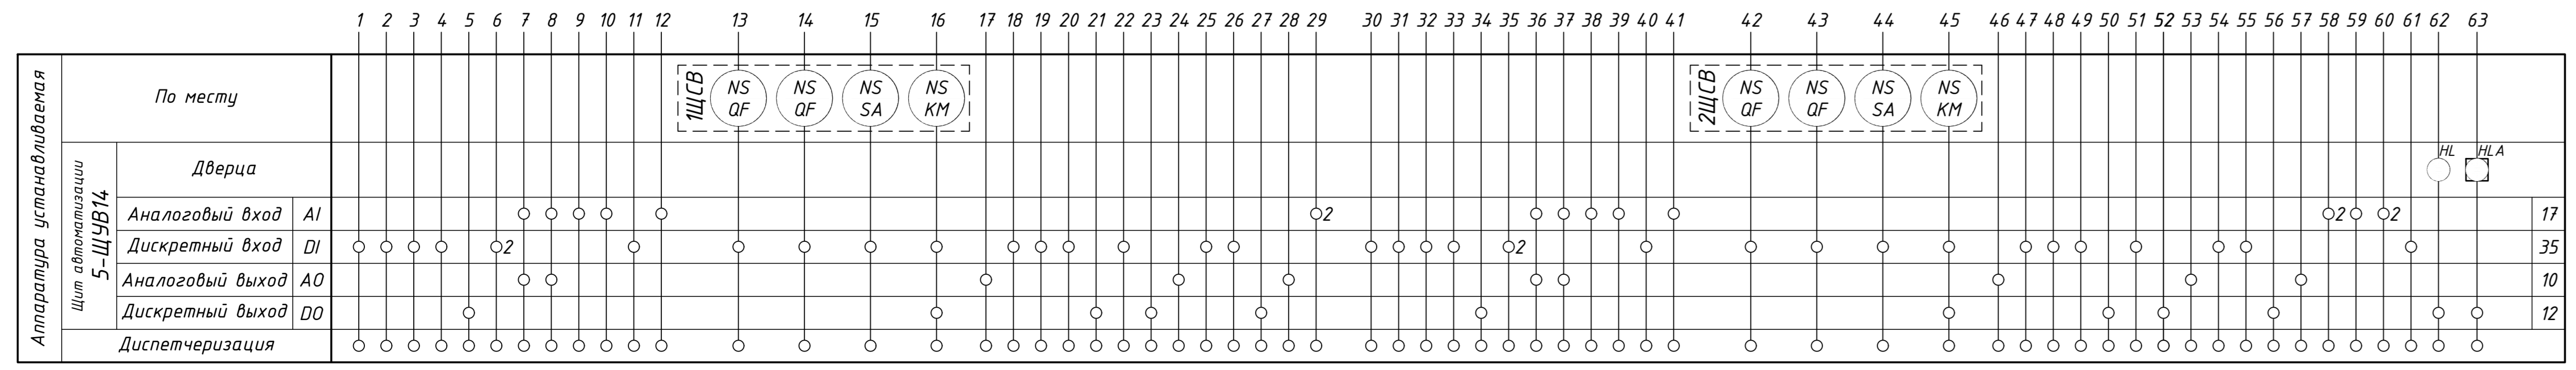 1 2 3 4 5 6 7 8 9 10 11 12 13 14 15 16 17 18 19 20 21 22 23 24 25 26 27 28 29 30 31 32 33 34 35 36 37 38 39 40 41 42 43 44 45 46 47 48 49 50 51 52 53 54 55 56 57 58 59 60 61 62 63
Аппаратура устанавливаемая
По месту
1ЩСВ
NS
QF
NS
QF
NS
SA
NS
KM
2ЩСВ
NS
QF
NS
QF
NS
SA
NS
KM
Щит автоматизации
5-ЩУВ14
Дверца
HL
HLA
Аналоговый вход AI 2 2 2 17
Дискретный вход DI 2 2 35
Аналоговый выход AO 10
Дискретный выход DO 12
Диспетчеризация